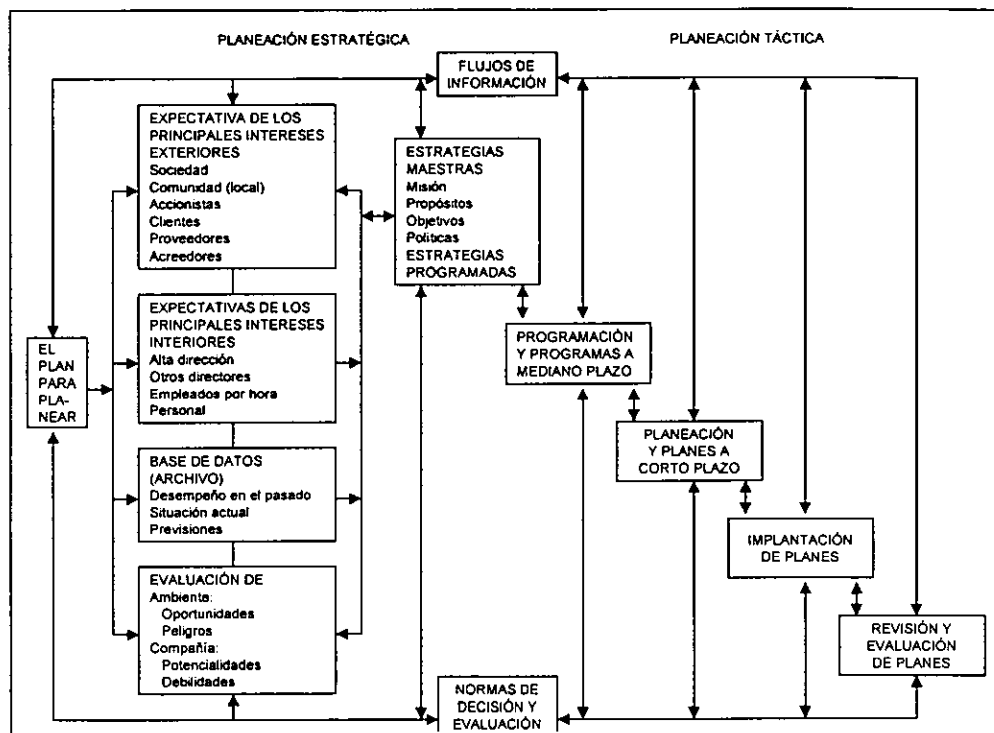 PLANEACIÓN ESTRATÉGICA
PLANEACIÓN TÁCTICA
FLUJOS DE
INFORMACIÓN
EXPECTATIVA DE LOS
PRINCIPALES INTERESES
EXTERIORES
Sociedad
Comunidad (local)
Accionistas
Clientes
Proveedores
Acreedores
ESTRATEGIAS
MAESTRAS
Misión
Propósitos
Objetivos
Políticas
ESTRATEGIAS
PROGRAMADAS
EXPECTATIVAS DE LOS
PRINCIPALES INTERESES
INTERIORES
Alta dirección
Otros directores
Empleados por hora
Personal
EL
PLAN
PARA
PLA-
NEAR
PROGRAMACIÓN
Y PROGRAMAS A
MEDIANO PLAZO
PLANEACIÓN
Y PLANES A
CORTO PLAZO
BASE DE DATOS
(ARCHIVO)
Desempeño en el pasado
Situación actual
Previsiones
IMPLANTACIÓN
DE PLANES
EVALUACIÓN DE
Ambiente:
Oportunidades
Peligros
Compañía:
Potencialidades
Debilidades
REVISIÓN Y
EVALUACIÓN
DE PLANES
NORMAS DE
DECISIÓN Y
EVALUACIÓN